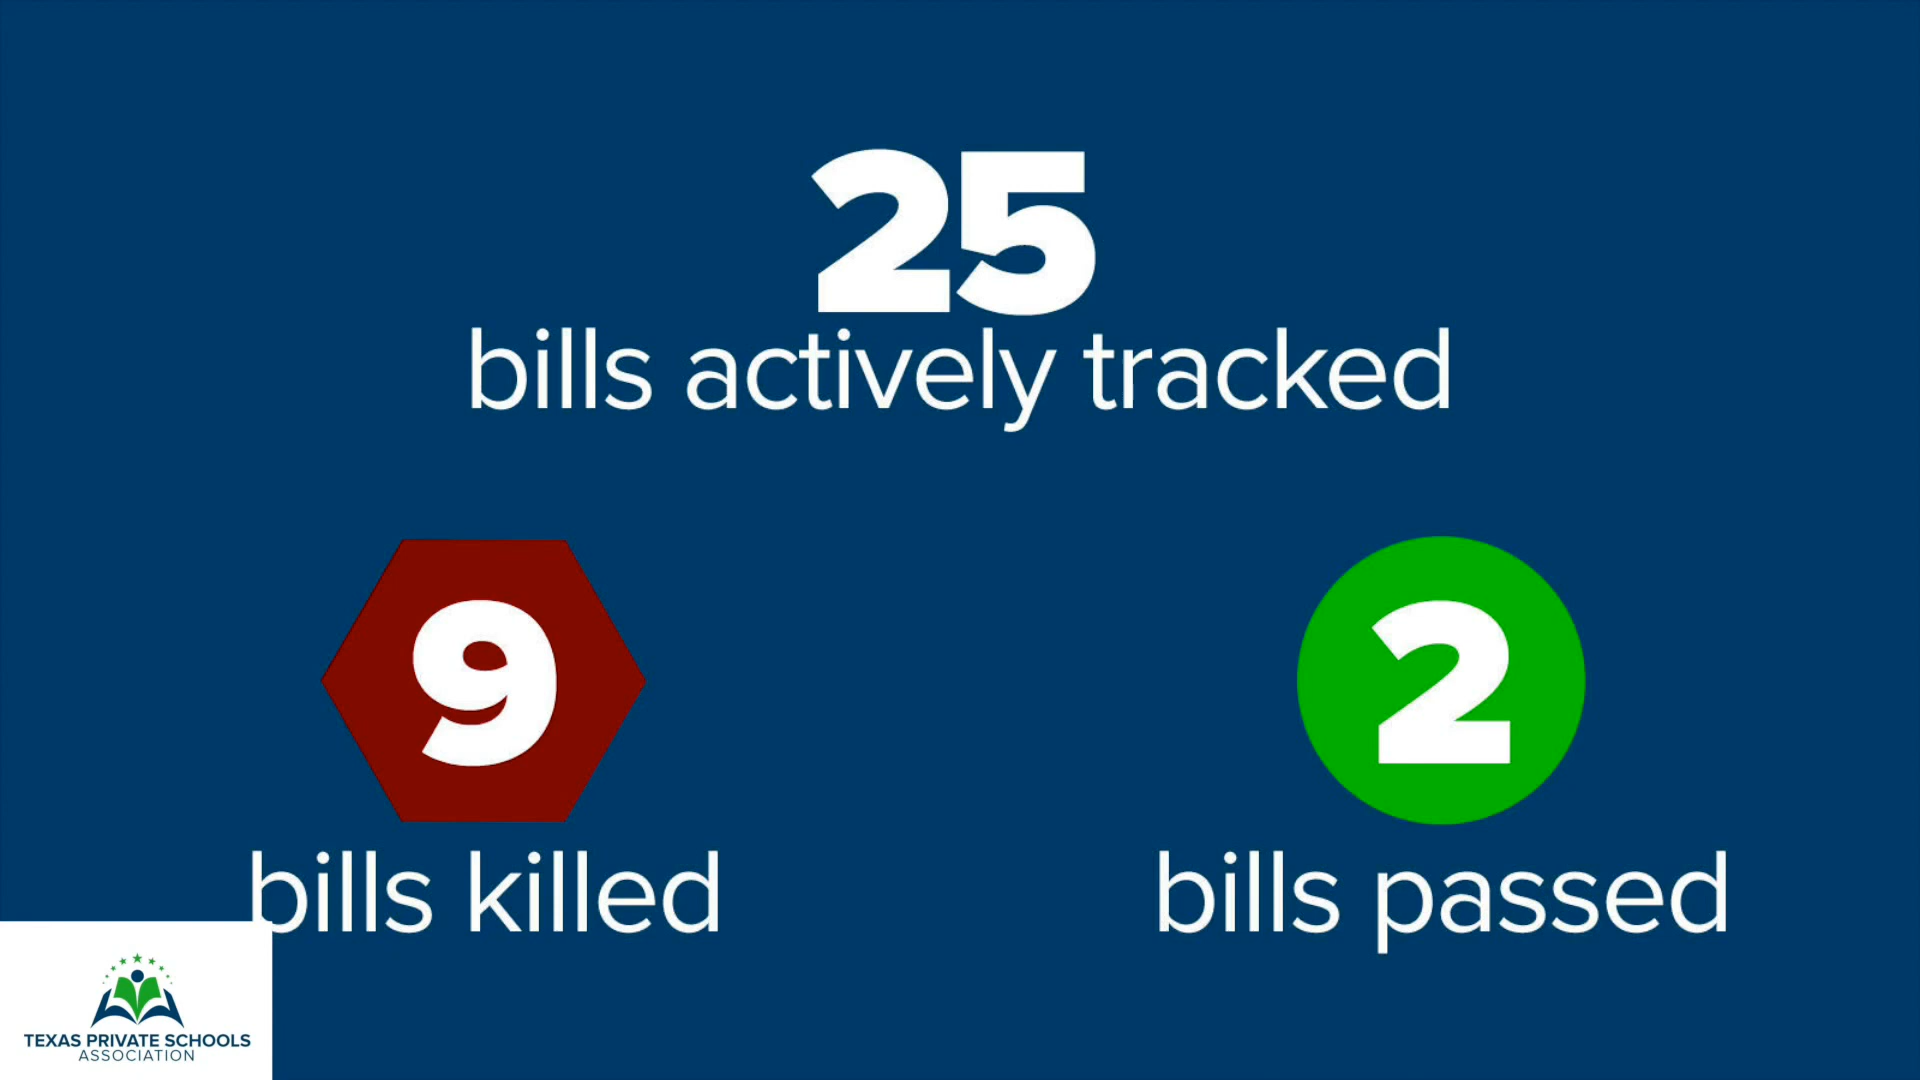 25
bills actively tracked
9
2
bills killed
bills passed
TEXAS PRIVATE SCHOOLS
ASSOCIATION